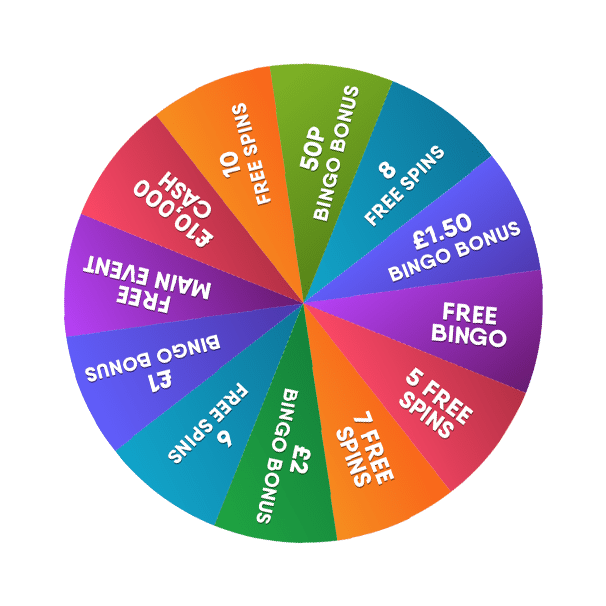 50P
BINGO BONUS
8
FREE SPINS
£1.50
BINGO BONUS
FREE
BINGO
5 FREE
SPINS
7 FREE
SPINS
£2
BINGO BONUS
6
FREE SPINS
£1
BINGO BONUS
FREE
MAIN EVENT
£10,000
CASH
10
FREE SPINS